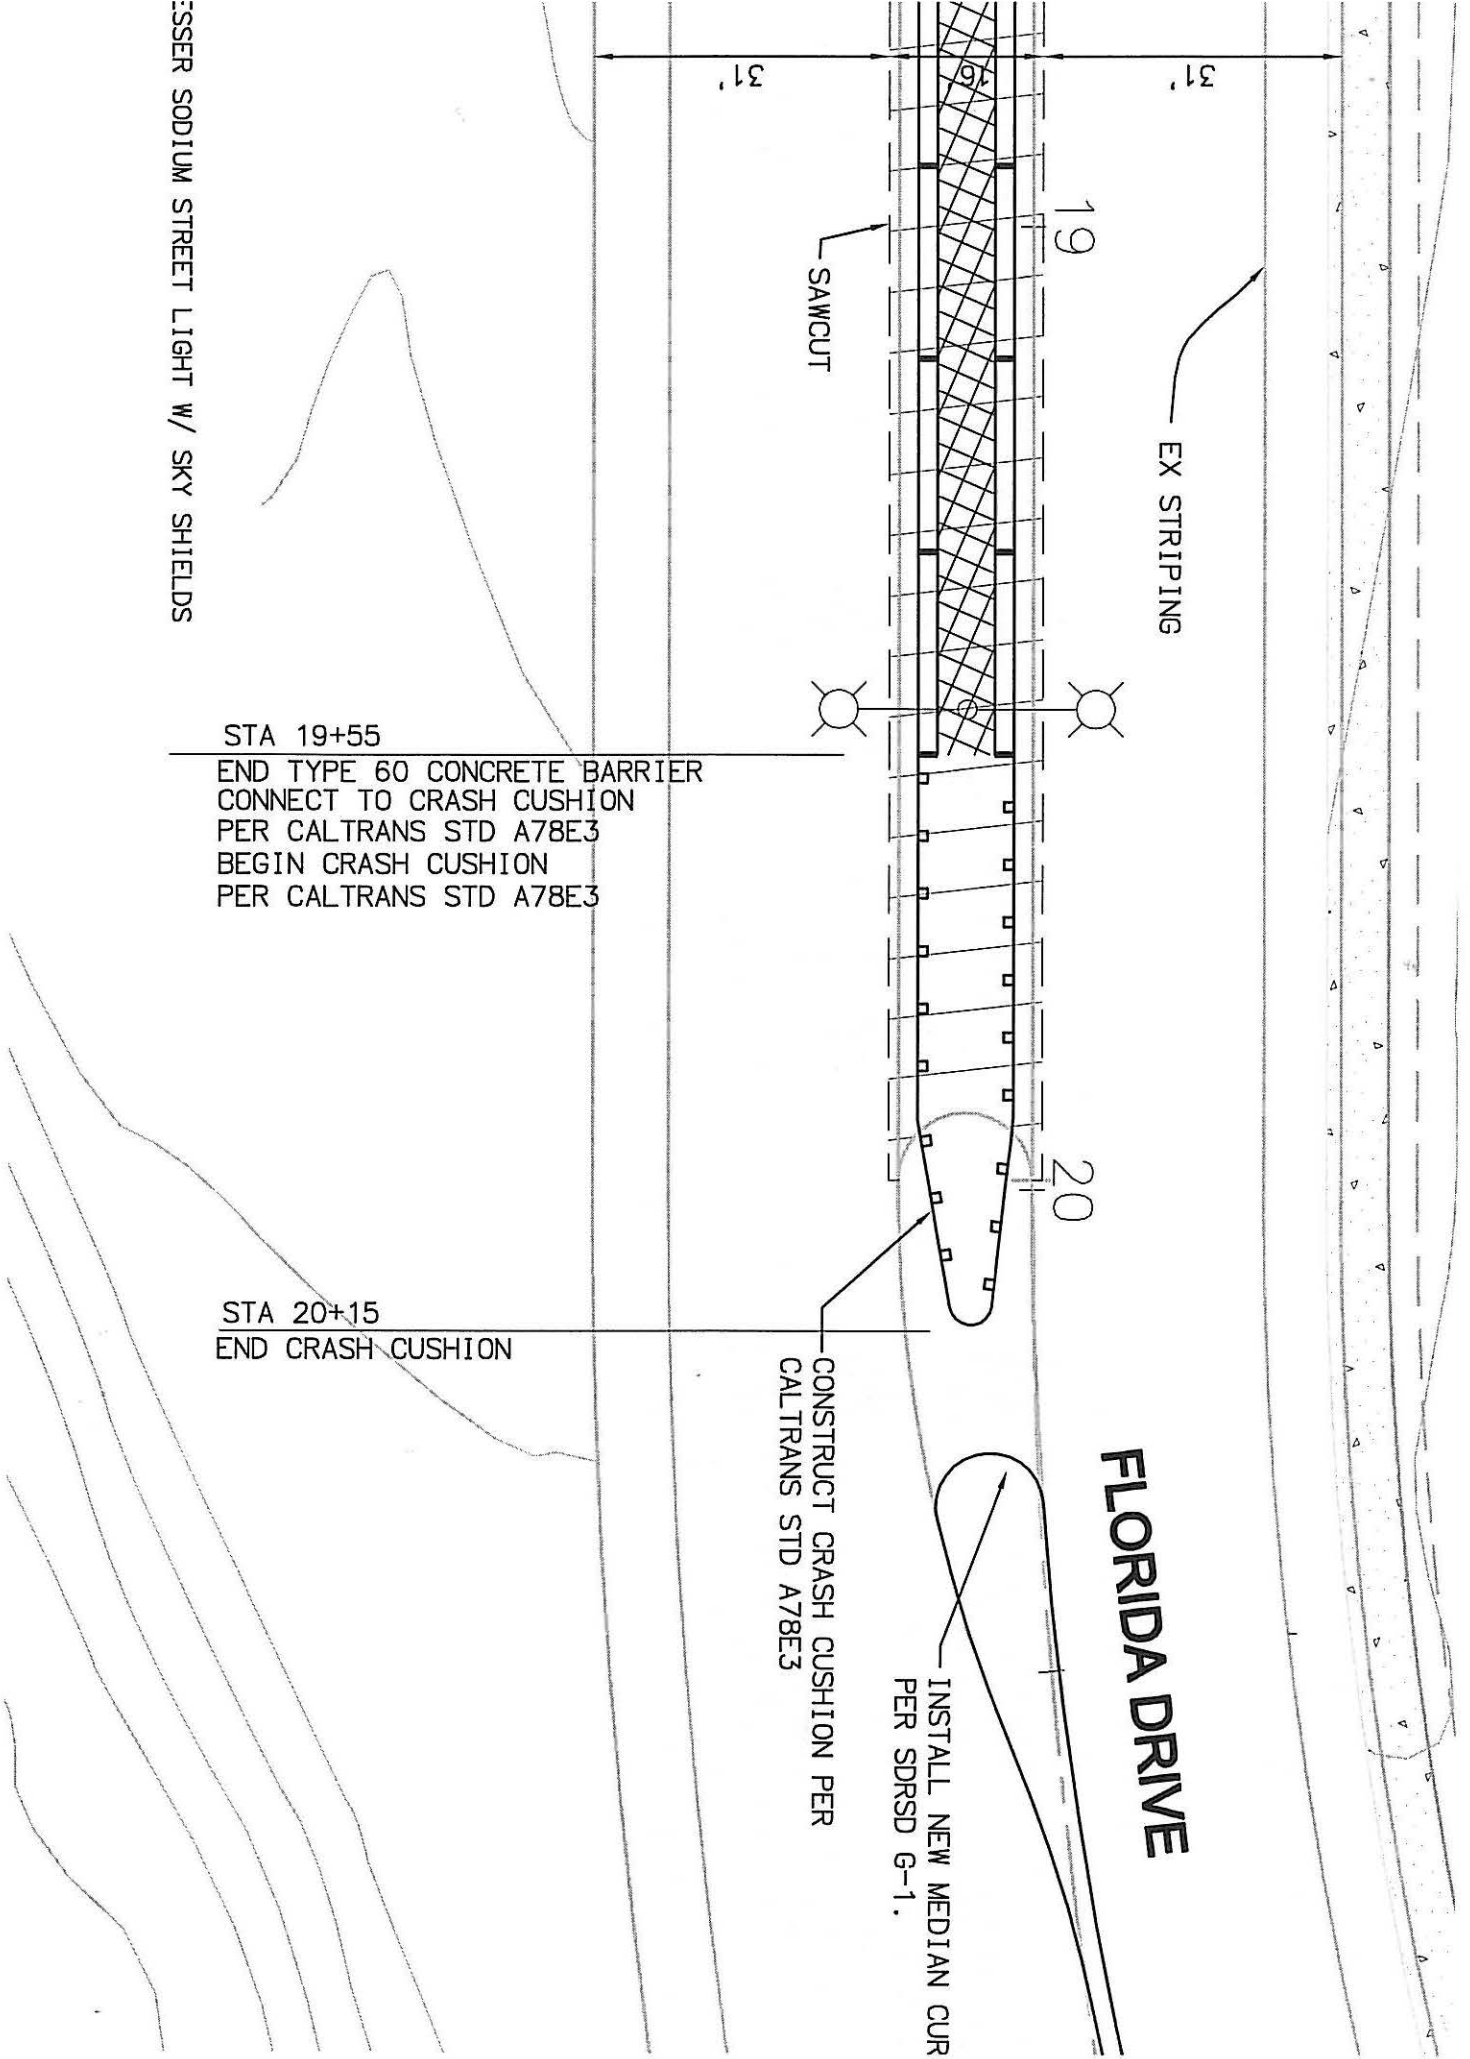 ESSER SODIUM STREET LIGHT W/ SKY SHIELDS
31'
16'
31'
19
SAWCUT
EX STRIPING
STA 19+55
END TYPE 60 CONCRETE BARRIER
CONNECT TO CRASH CUSHION
PER CALTRANS STD A78E3
BEGIN CRASH CUSHION
PER CALTRANS STD A78E3
20
STA 20+15
END CRASH CUSHION
CONSTRUCT CRASH CUSHION PER
CALTRANS STD A78E3
FLORIDA DRIVE
INSTALL NEW MEDIAN CUR
PER SDRSD G-1.